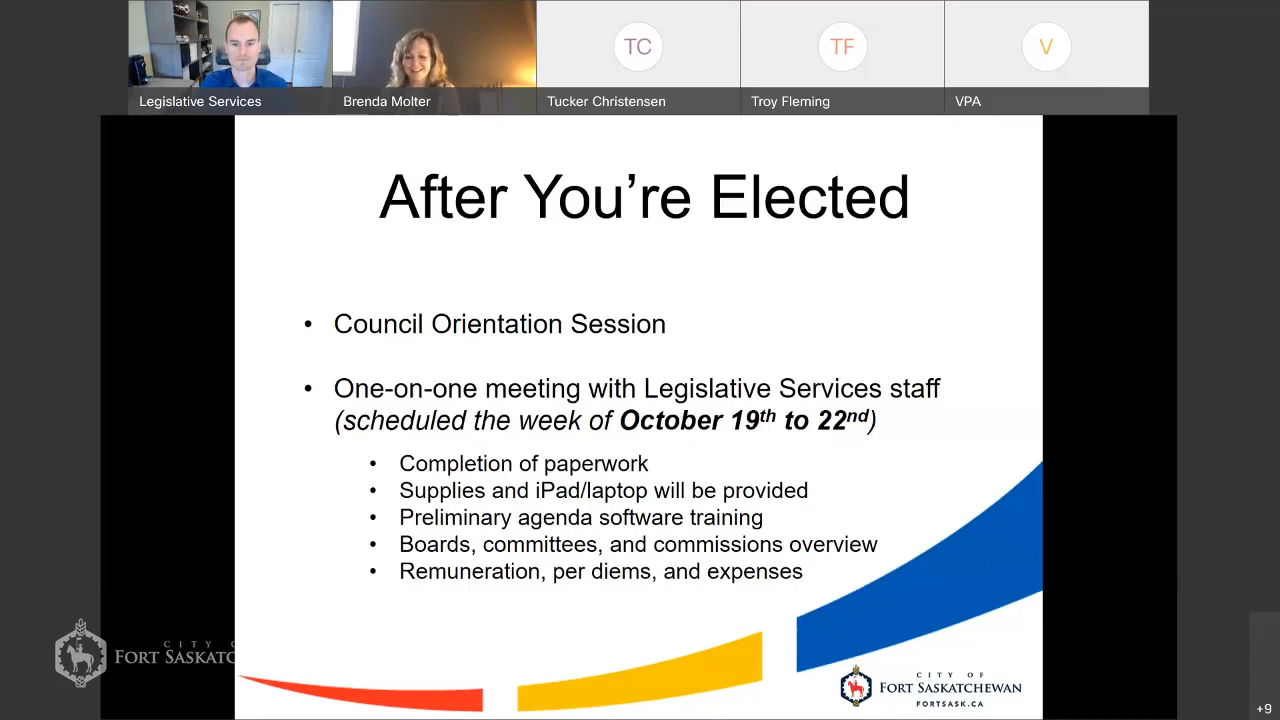 TC
TF
V
Legislative Services
Brenda Molter
Tucker Christensen
Troy Fleming
VPA
After You're Elected
• Council Orientation Session
• One-on-one meeting with Legislative Services staff
(scheduled the week of October 19th to 22nd)
• Completion of paperwork
• Supplies and iPad/laptop will be provided
• Preliminary agenda software training
• Boards, committees, and commissions overview
• Remuneration, per diems, and expenses
CITY O
FORT SASKATC
CITY OF
FORT SASKATCHEWAN
FORTSASK.CA
+9